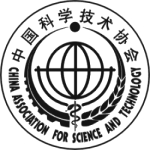 中国科学技术协会
CHINA ASSOCIATION FOR SCIENCE AND TECHNOLOGY